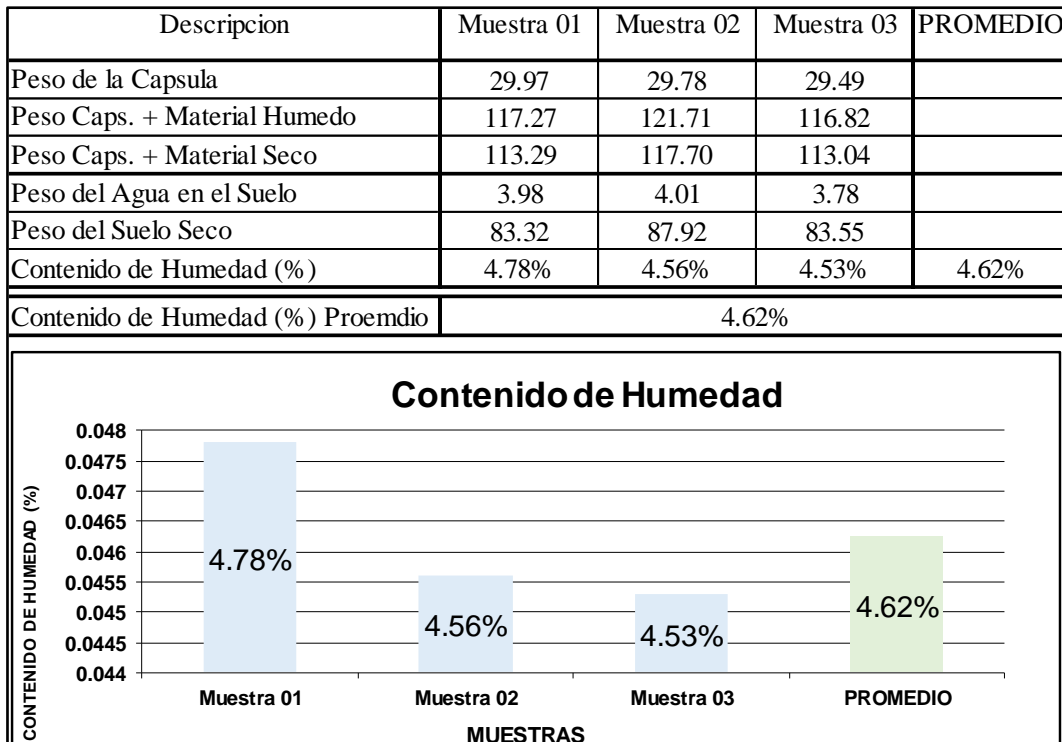 Descripcion Muestra 01 Muestra 02 Muestra 03 PROMEDIO
Peso de la Capsula 29.97 29.78 29.49
Peso Caps. + Material Humedo 117.27 121.71 116.82
Peso Caps. + Material Seco 113.29 117.70 113.04
Peso del Agua en el Suelo 3.98 4.01 3.78
Peso del Suelo Seco 83.32 87.92 83.55
Contenido de Humedad (%) 4.78% 4.56% 4.53% 4.62%
Contenido de Humedad (%) Proemdio 4.62%
Contenido de Humedad
CONTENIDO DE HUMEDAD (%)
0.048
0.0475
0.047
0.0465
0.046
0.0455
0.045
0.0445
0.044
4.78%
4.56%
4.53%
4.62%
Muestra 01 Muestra 02 Muestra 03 PROMEDIO
MUESTRAS